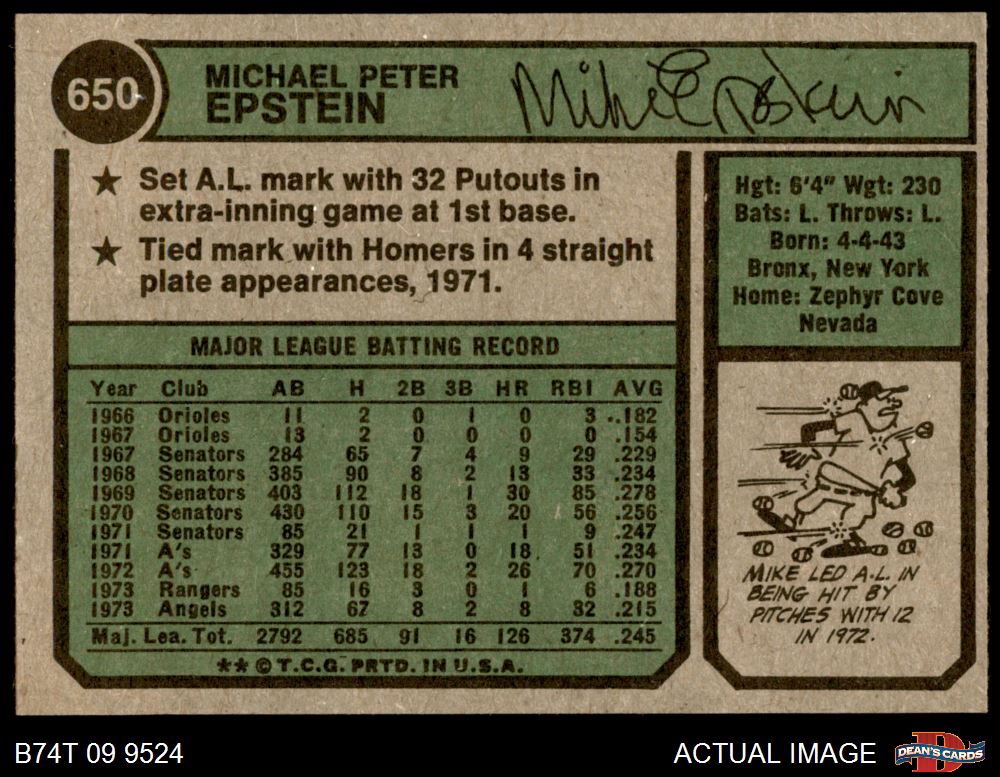 650
MICHAEL PETER
EPSTEIN
Mike Epstein
★ Set A.L. mark with 32 Putouts in
extra-inning game at 1st base.
★ Tied mark with Homers in 4 straight
plate appearances, 1971.
Hgt: 6'4" Wgt: 230
Bats: L. Throws: L.
Born: 4-4-43
Bronx, New York
Home: Zephyr Cove
Nevada
MAJOR LEAGUE BATTING RECORD
Year Club AB H 2B 3B HR RBI AVG
1966 Orioles 11 2 0 1 0 3 .182
1967 Orioles 13 2 0 0 0 0 .154
1967 Senators 284 65 7 4 9 29 .229
1968 Senators 385 90 8 2 13 33 .234
1969 Senators 403 112 18 1 30 85 .278
1970 Senators 430 110 15 3 20 56 .256
1971 Senators 85 21 1 1 1 9 .247
1971 A's 329 77 13 0 18 51 .234
1972 A's 455 123 18 2 26 70 .270
1973 Rangers 85 16 3 0 1 6 .188
1973 Angels 312 67 8 2 8 32 .215
Maj. Lea. Tot. 2792 685 91 16 126 374 .245
** © T.C.G. PRTD. IN U.S.A.
MIKE LED A.L. IN
BEING HIT BY
PITCHES WITH 12
IN 1972.
B74T 09 9524
ACTUAL IMAGE
D
DEAN'S CARDS